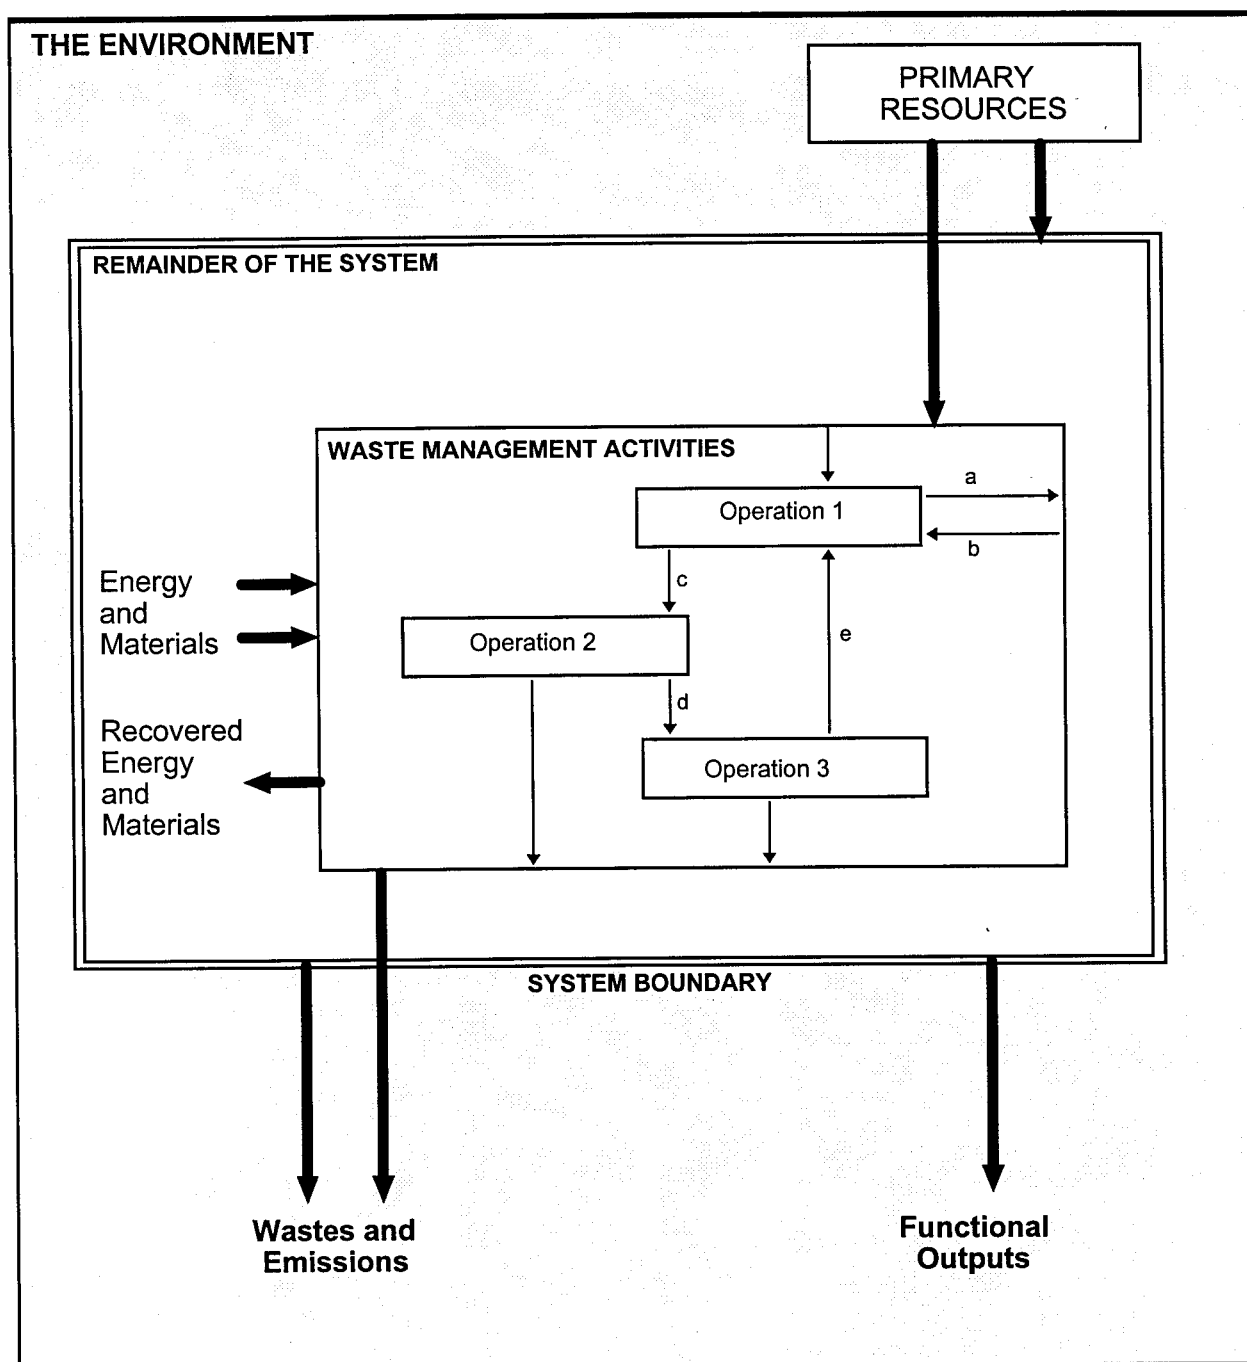 THE ENVIRONMENT
PRIMARY
RESOURCES
REMAINDER OF THE SYSTEM
WASTE MANAGEMENT ACTIVITIES
Operation 1
a
b
c
Energy
and
Materials
Operation 2
e
d
Recovered
Energy
and
Materials
Operation 3
SYSTEM BOUNDARY
Wastes and
Emissions
Functional
Outputs